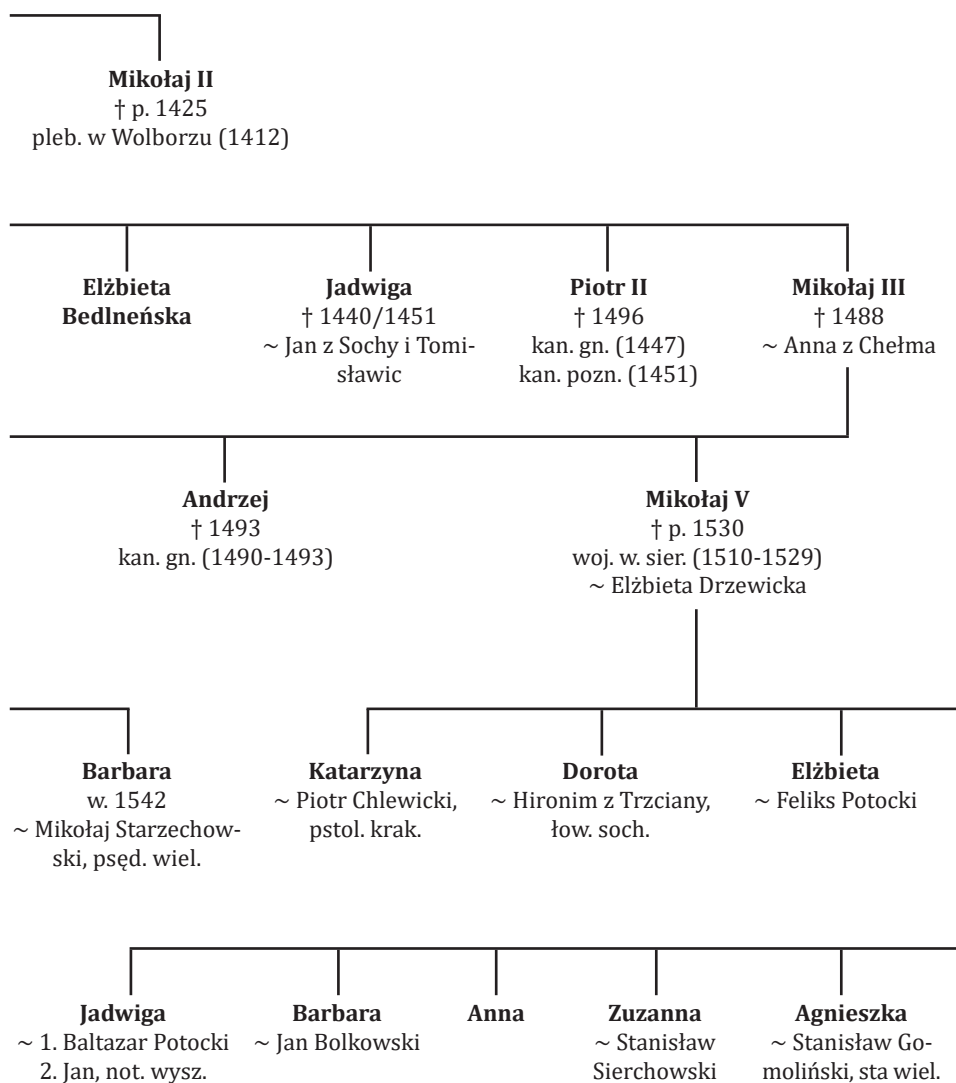 Mikołaj II
† p. 1425
pleb. w Wolborzu (1412)
Elżbieta
Bedlneńska
Jadwiga
† 1440/1451
~ Jan z Sochy i Tomi-
sławic
Piotr II
† 1496
kan. gn. (1447)
kan. pozn. (1451)
Mikołaj III
† 1488
~ Anna z Chełma
Andrzej
† 1493
kan. gn. (1490-1493)
Mikołaj V
† p. 1530
woj. w. sier. (1510-1529)
~ Elżbieta Drzewicka
Barbara
w. 1542
~ Mikołaj Starzechow-
ski, psęd. wiel.
Katarzyna
~ Piotr Chlewicki,
pstol. krak.
Dorota
~ Hironim z Trzciany,
łow. soch.
Elżbieta
~ Feliks Potocki
Jadwiga
~ 1. Baltazar Potocki
2. Jan, not. wysz.
Barbara
~ Jan Bolkowski
Anna
Zuzanna
~ Stanisław
Sierchowski
Agnieszka
~ Stanisław Go-
moliński, sta wiel.